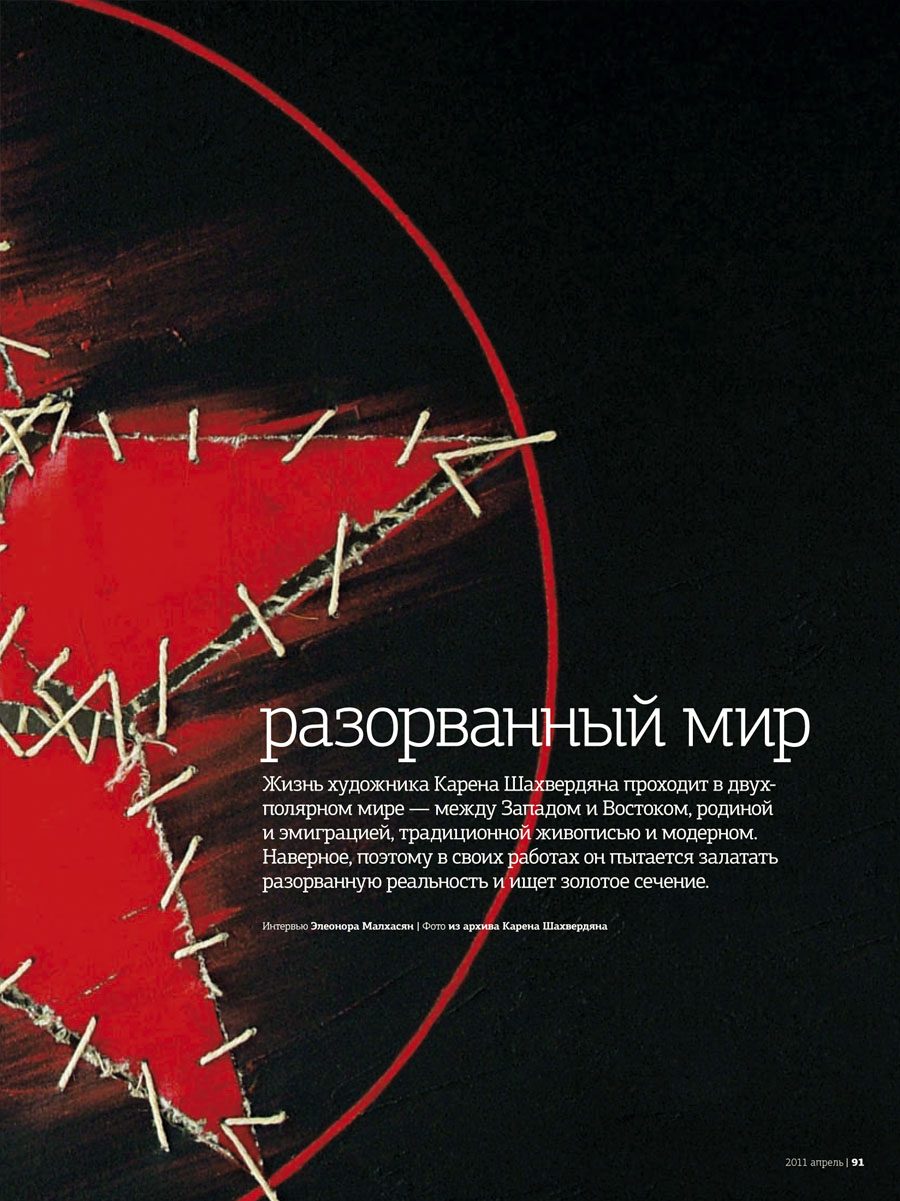 разорванный мир
Жизнь художника Карена Шахвердяна проходит в двух-
полярном мире — между Западом и Востоком, родиной
и эмиграцией, традиционной живописью и модерном.
Наверное, поэтому в своих работах он пытается залатать
разорванную реальность и ищет золотое сечение.
Интервью Элеонора Малхасян | Фото из архива Карена Шахвердяна
2011 апрель | 91